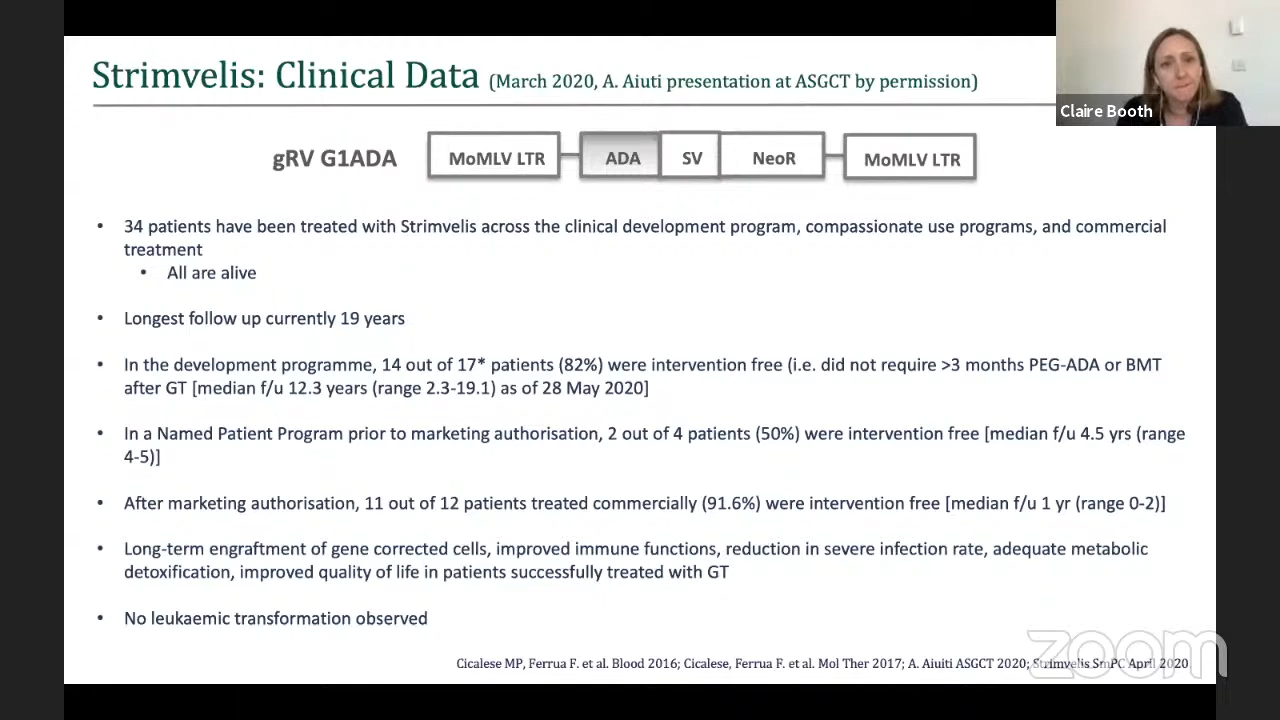 Strimvelis: Clinical Data (March 2020, A. Aiuti presentation at ASGCT by permission)
Claire Booth
gRV G1ADA
MoMLV LTR
ADA
SV
NeoR
MoMLV LTR
• 34 patients have been treated with Strimvelis across the clinical development program, compassionate use programs, and commercial
treatment
• All are alive
• Longest follow up currently 19 years
• In the development programme, 14 out of 17* patients (82%) were intervention free (i.e. did not require >3 months PEG-ADA or BMT
after GT [median f/u 12.3 years (range 2.3-19.1) as of 28 May 2020]
• In a Named Patient Program prior to marketing authorisation, 2 out of 4 patients (50%) were intervention free [median f/u 4.5 yrs (range
4-5)]
• After marketing authorisation, 11 out of 12 patients treated commercially (91.6%) were intervention free [median f/u 1 yr (range 0-2)]
• Long-term engraftment of gene corrected cells, improved immune functions, reduction in severe infection rate, adequate metabolic
detoxification, improved quality of life in patients successfully treated with GT
• No leukaemic transformation observed
Cicalese MP, Ferrua F. et al. Blood 2016; Cicalese, Ferrua F. et al. Mol Ther 2017; A. Aiuiti ASGCT 2020; Strimvelis SmPC April 2020.
zoom